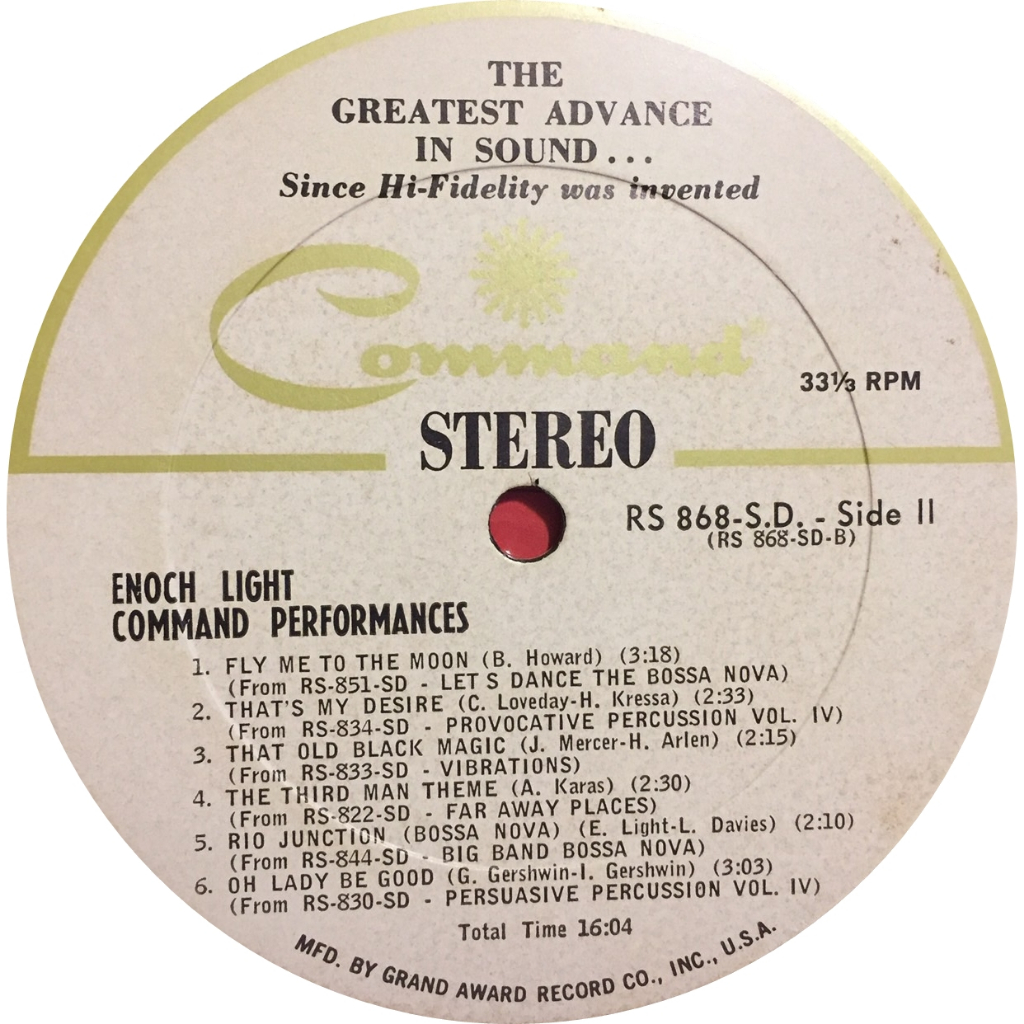 THE
GREATEST ADVANCE
IN SOUND...
Since Hi-Fidelity was invented
Command
33⅓ RPM
STEREO
RS 868-S.D. - Side II
(RS 868-SD-B)
ENOCH LIGHT
COMMAND PERFORMANCES
1. FLY ME TO THE MOON (B. Howard) (3:18)
(From RS-851-SD - LET S DANCE THE BOSSA NOVA)
2. THAT'S MY DESIRE (C. Loveday-H. Kressa) (2:33)
(From RS-834-SD - PROVOCATIVE PERCUSSION VOL. IV)
3. THAT OLD BLACK MAGIC (J. Mercer-H. Arlen) (2:15)
(From RS-833-SD - VIBRATIONS)
4. THE THIRD MAN THEME (A. Karas) (2:30)
(From RS-822-SD - FAR AWAY PLACES)
5. RIO JUNCTION (BOSSA NOVA) (E. Light-L. Davies) (2:10)
(From RS-844-SD - BIG BAND BOSSA NOVA)
6. OH LADY BE GOOD (G. Gershwin-I. Gershwin) (3:03)
(From RS-830-SD - PERSUASIVE PERCUSSION VOL. IV)
Total Time 16:04
MFD. BY GRAND AWARD RECORD CO., INC., U.S.A.